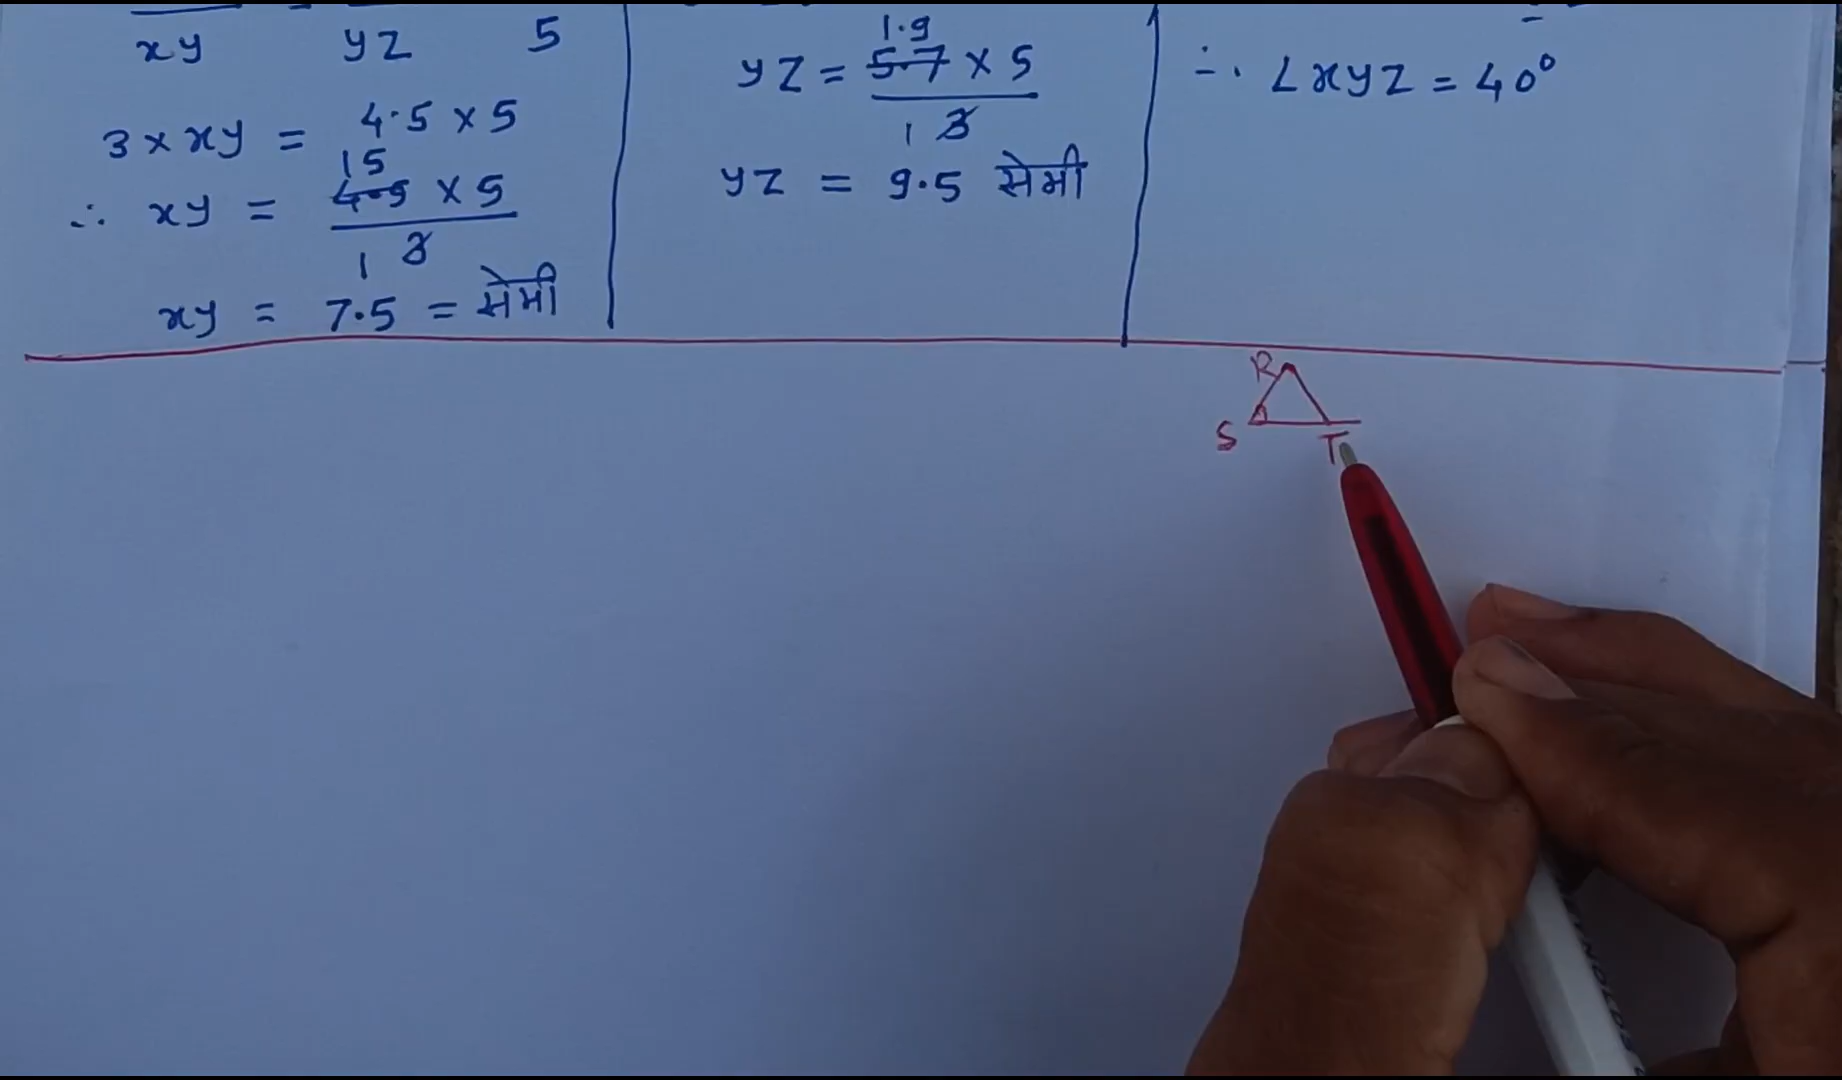 xy yz 5
3 × xy = 4.5 × 5
15
∴ xy = 4.5 × 5
1 3
xy = 7.5 = सेमी
1.9
yz = 5.7 × 5
1 3
yz = 9.5 सेमी
∴ ∠xyz = 40°
R
S T